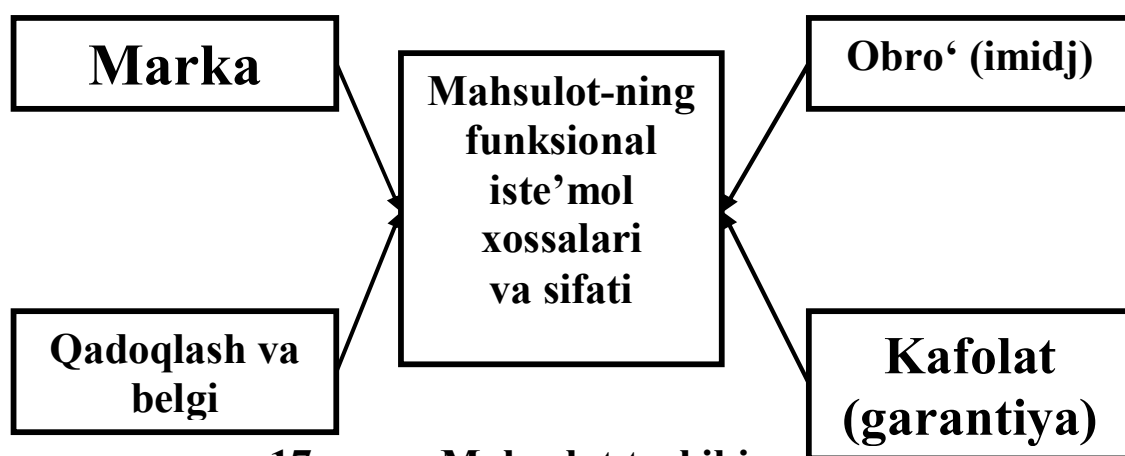 Marka
Obro‘ (imidj)
Mahsulot-ning
funksional
iste’mol
xossalari
va sifati
Qadoqlash va
belgi
Kafolat
(garantiya)